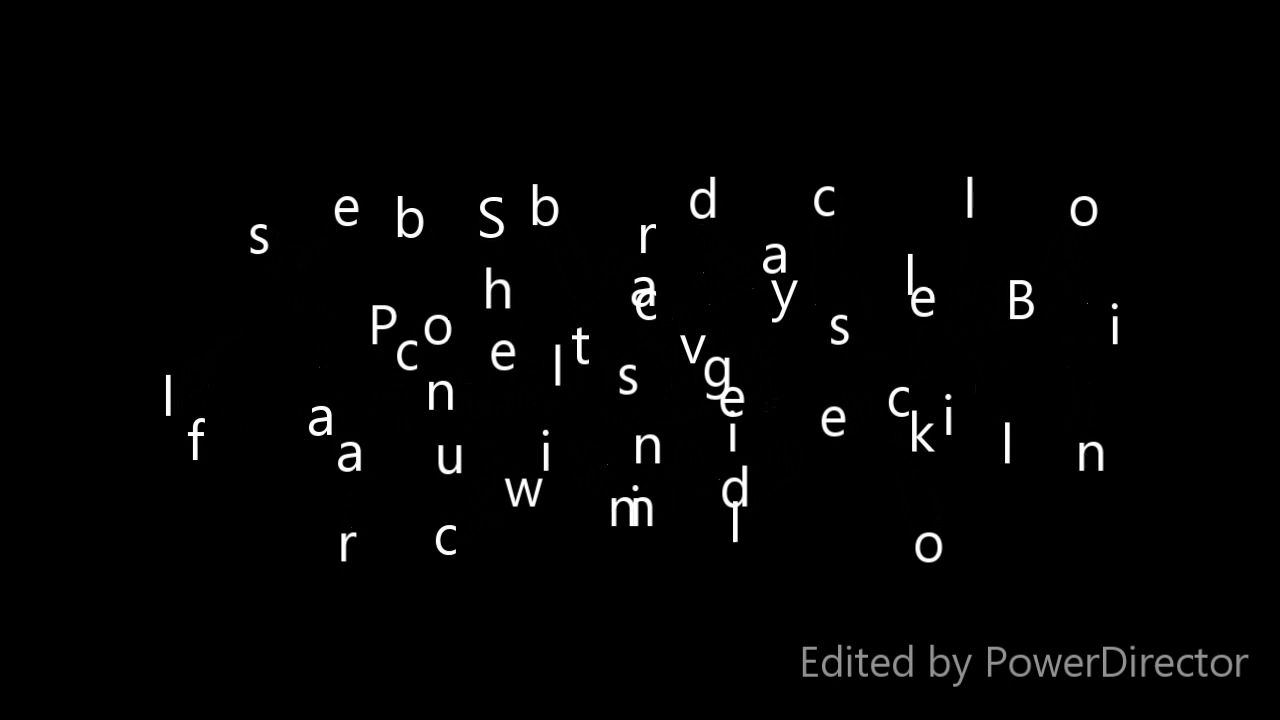 s e b S b r d a c l o
h a c y l e B i
P c o e l t s v g s
l f a a n u i w n e i e c k i l n
r c m i n d l o
Edited by PowerDirector